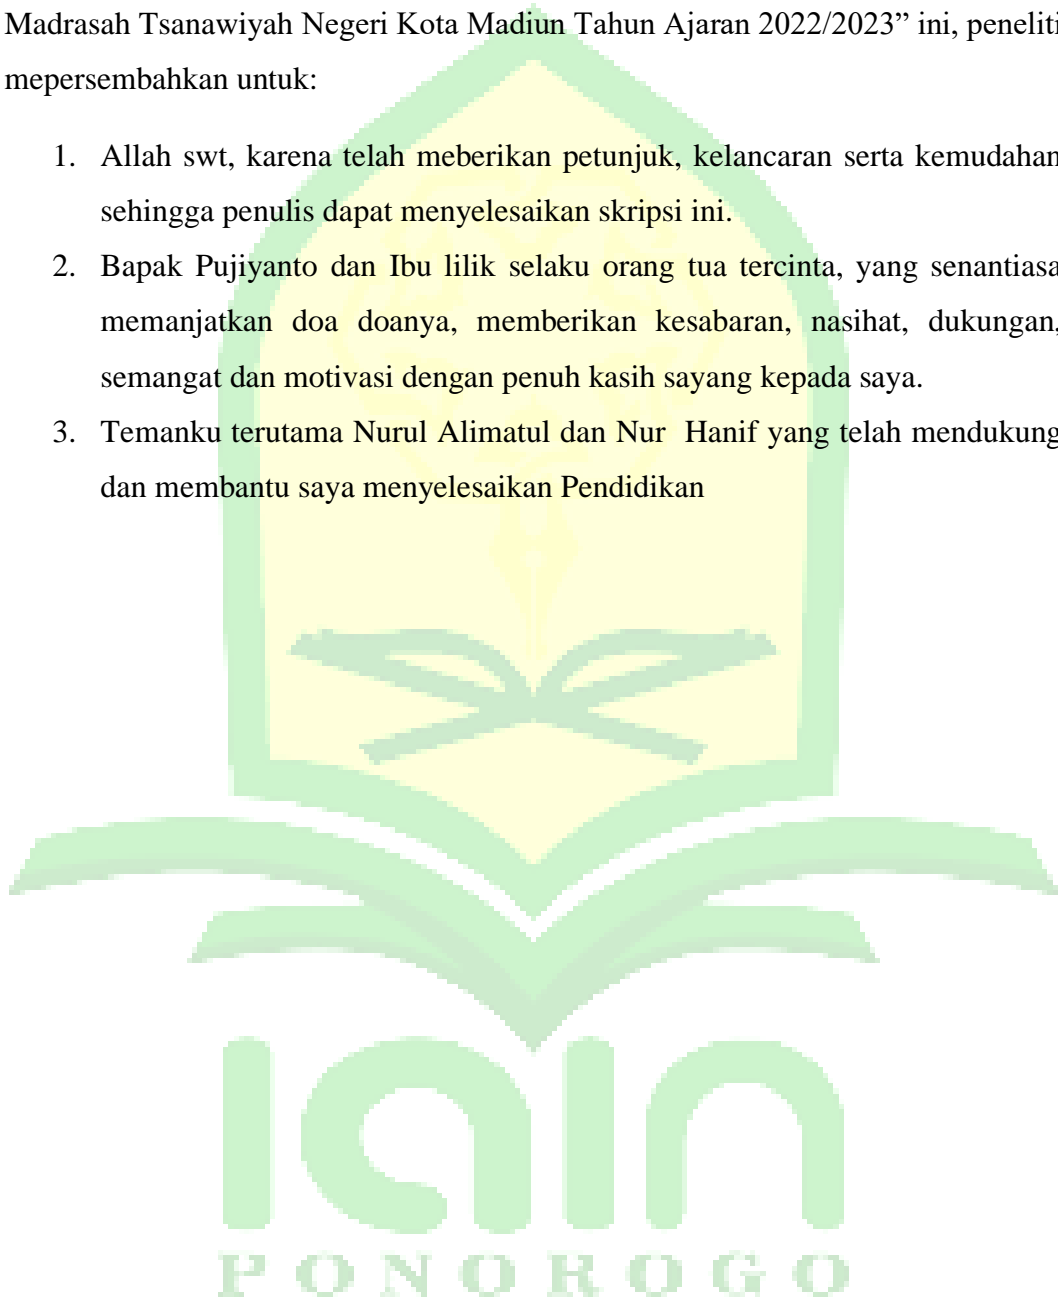 Madrasah Tsanawiyah Negeri Kota Madiun Tahun Ajaran 2022/2023” ini, peneliti
mepersembahkan untuk:
1. Allah swt, karena telah meberikan petunjuk, kelancaran serta kemudahan
sehingga penulis dapat menyelesaikan skripsi ini.
2. Bapak Pujiyanto dan Ibu lilik selaku orang tua tercinta, yang senantiasa
memanjatkan doa doanya, memberikan kesabaran, nasihat, dukungan,
semangat dan motivasi dengan penuh kasih sayang kepada saya.
3. Temanku terutama Nurul Alimatul dan Nur Hanif yang telah mendukung
dan membantu saya menyelesaikan Pendidikan
iain
PONOROGO